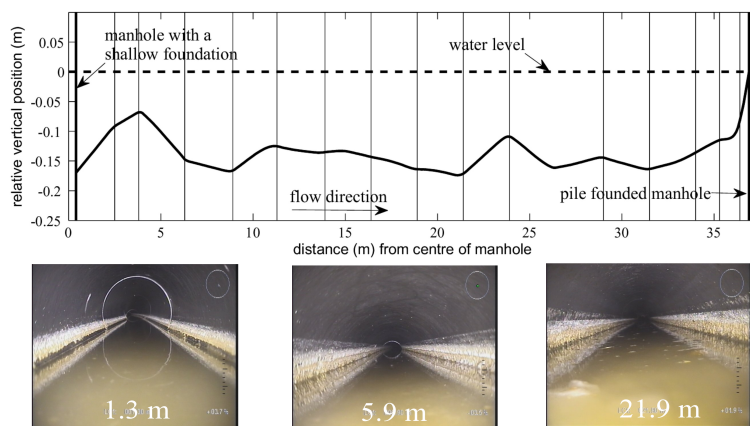 relative vertical position (m)
0.05
0
-0.05
-0.1
-0.15
-0.2
-0.25
manhole with a
shallow foundation
water level
flow direction
pile founded manhole
0 5 10 15 20 25 30 35
distance (m) from centre of manhole
1.3 m 5.9 m 21.9 m